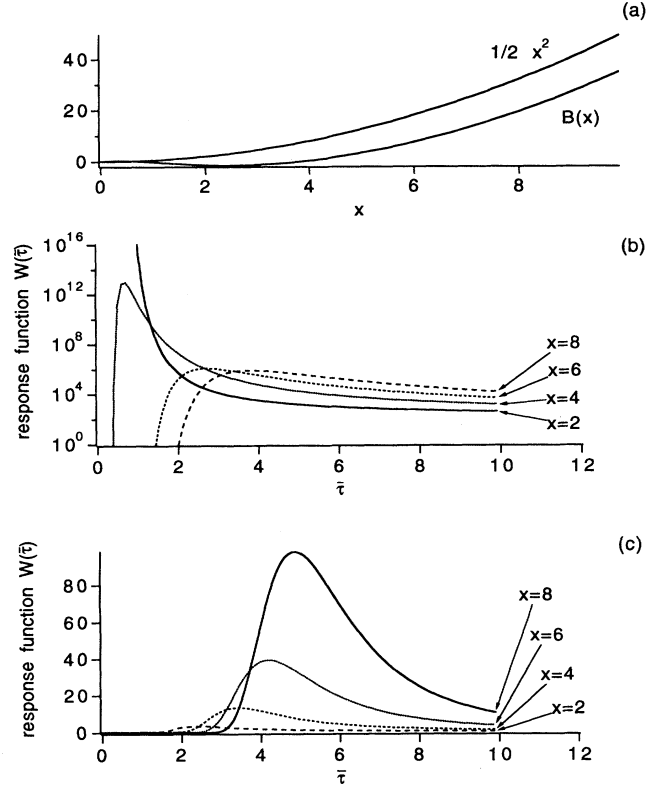 (a)
1/2 x²
B(x)
40
20
0
0 2 4 6 8
x
(b)
response function W(τ̄)
10¹⁶
10¹²
10⁸
10⁴
10⁰
x=8
x=6
x=4
x=2
0 2 4 6 8 10 12
τ̄
(c)
response function W(τ̄)
80
60
40
20
0
x=8
x=6
x=4
x=2
0 2 4 6 8 10 12
τ̄